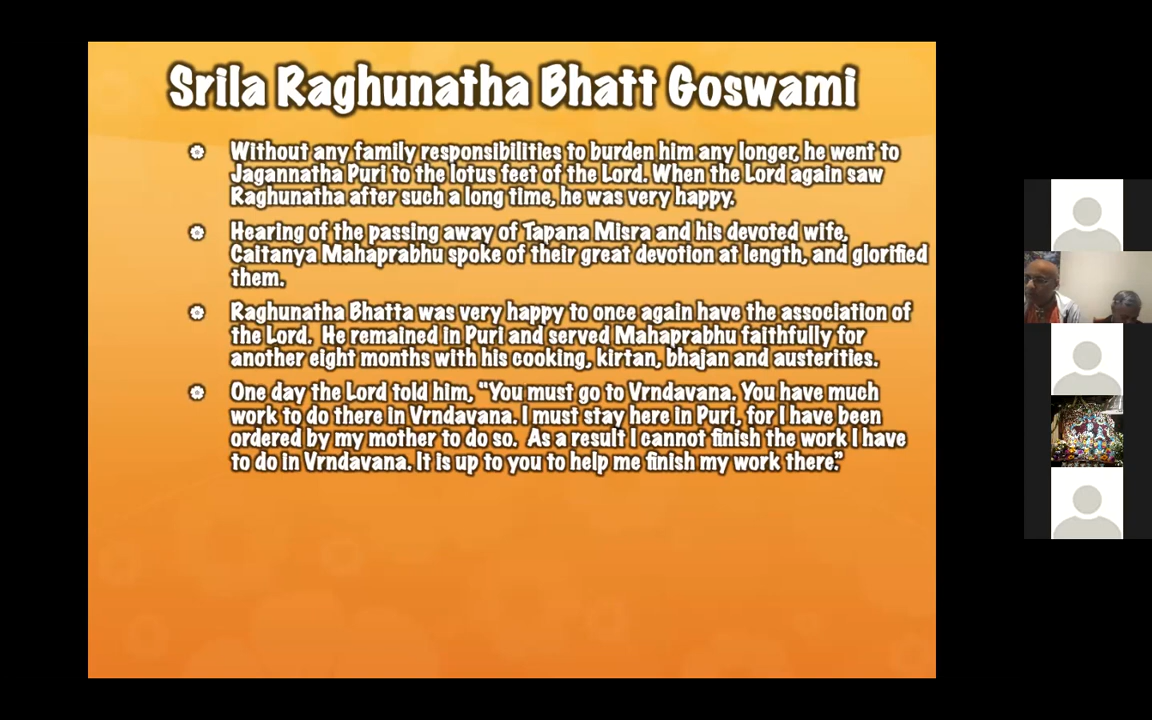 Srila Raghunatha Bhatt Goswami
Without any family responsibilities to burden him any longer, he went to
Jagannatha Puri to the lotus feet of the Lord. When the Lord again saw
Raghunatha after such a long time, he was very happy.
Hearing of the passing away of Tapana Misra and his devoted wife,
Caitanya Mahaprabhu spoke of their great devotion at length, and glorified
them.
Raghunatha Bhatta was very happy to once again have the association of
the Lord. He remained in Puri and served Mahaprabhu faithfully for
another eight months with his cooking, kirtan, bhajan and austerities.
One day the Lord told him, "You must go to Vrndavana. You have much
work to do there in Vrndavana. I must stay here in Puri, for I have been
ordered by my mother to do so. As a result I cannot finish the work I have
to do in Vrndavana. It is up to you to help me finish my work there."